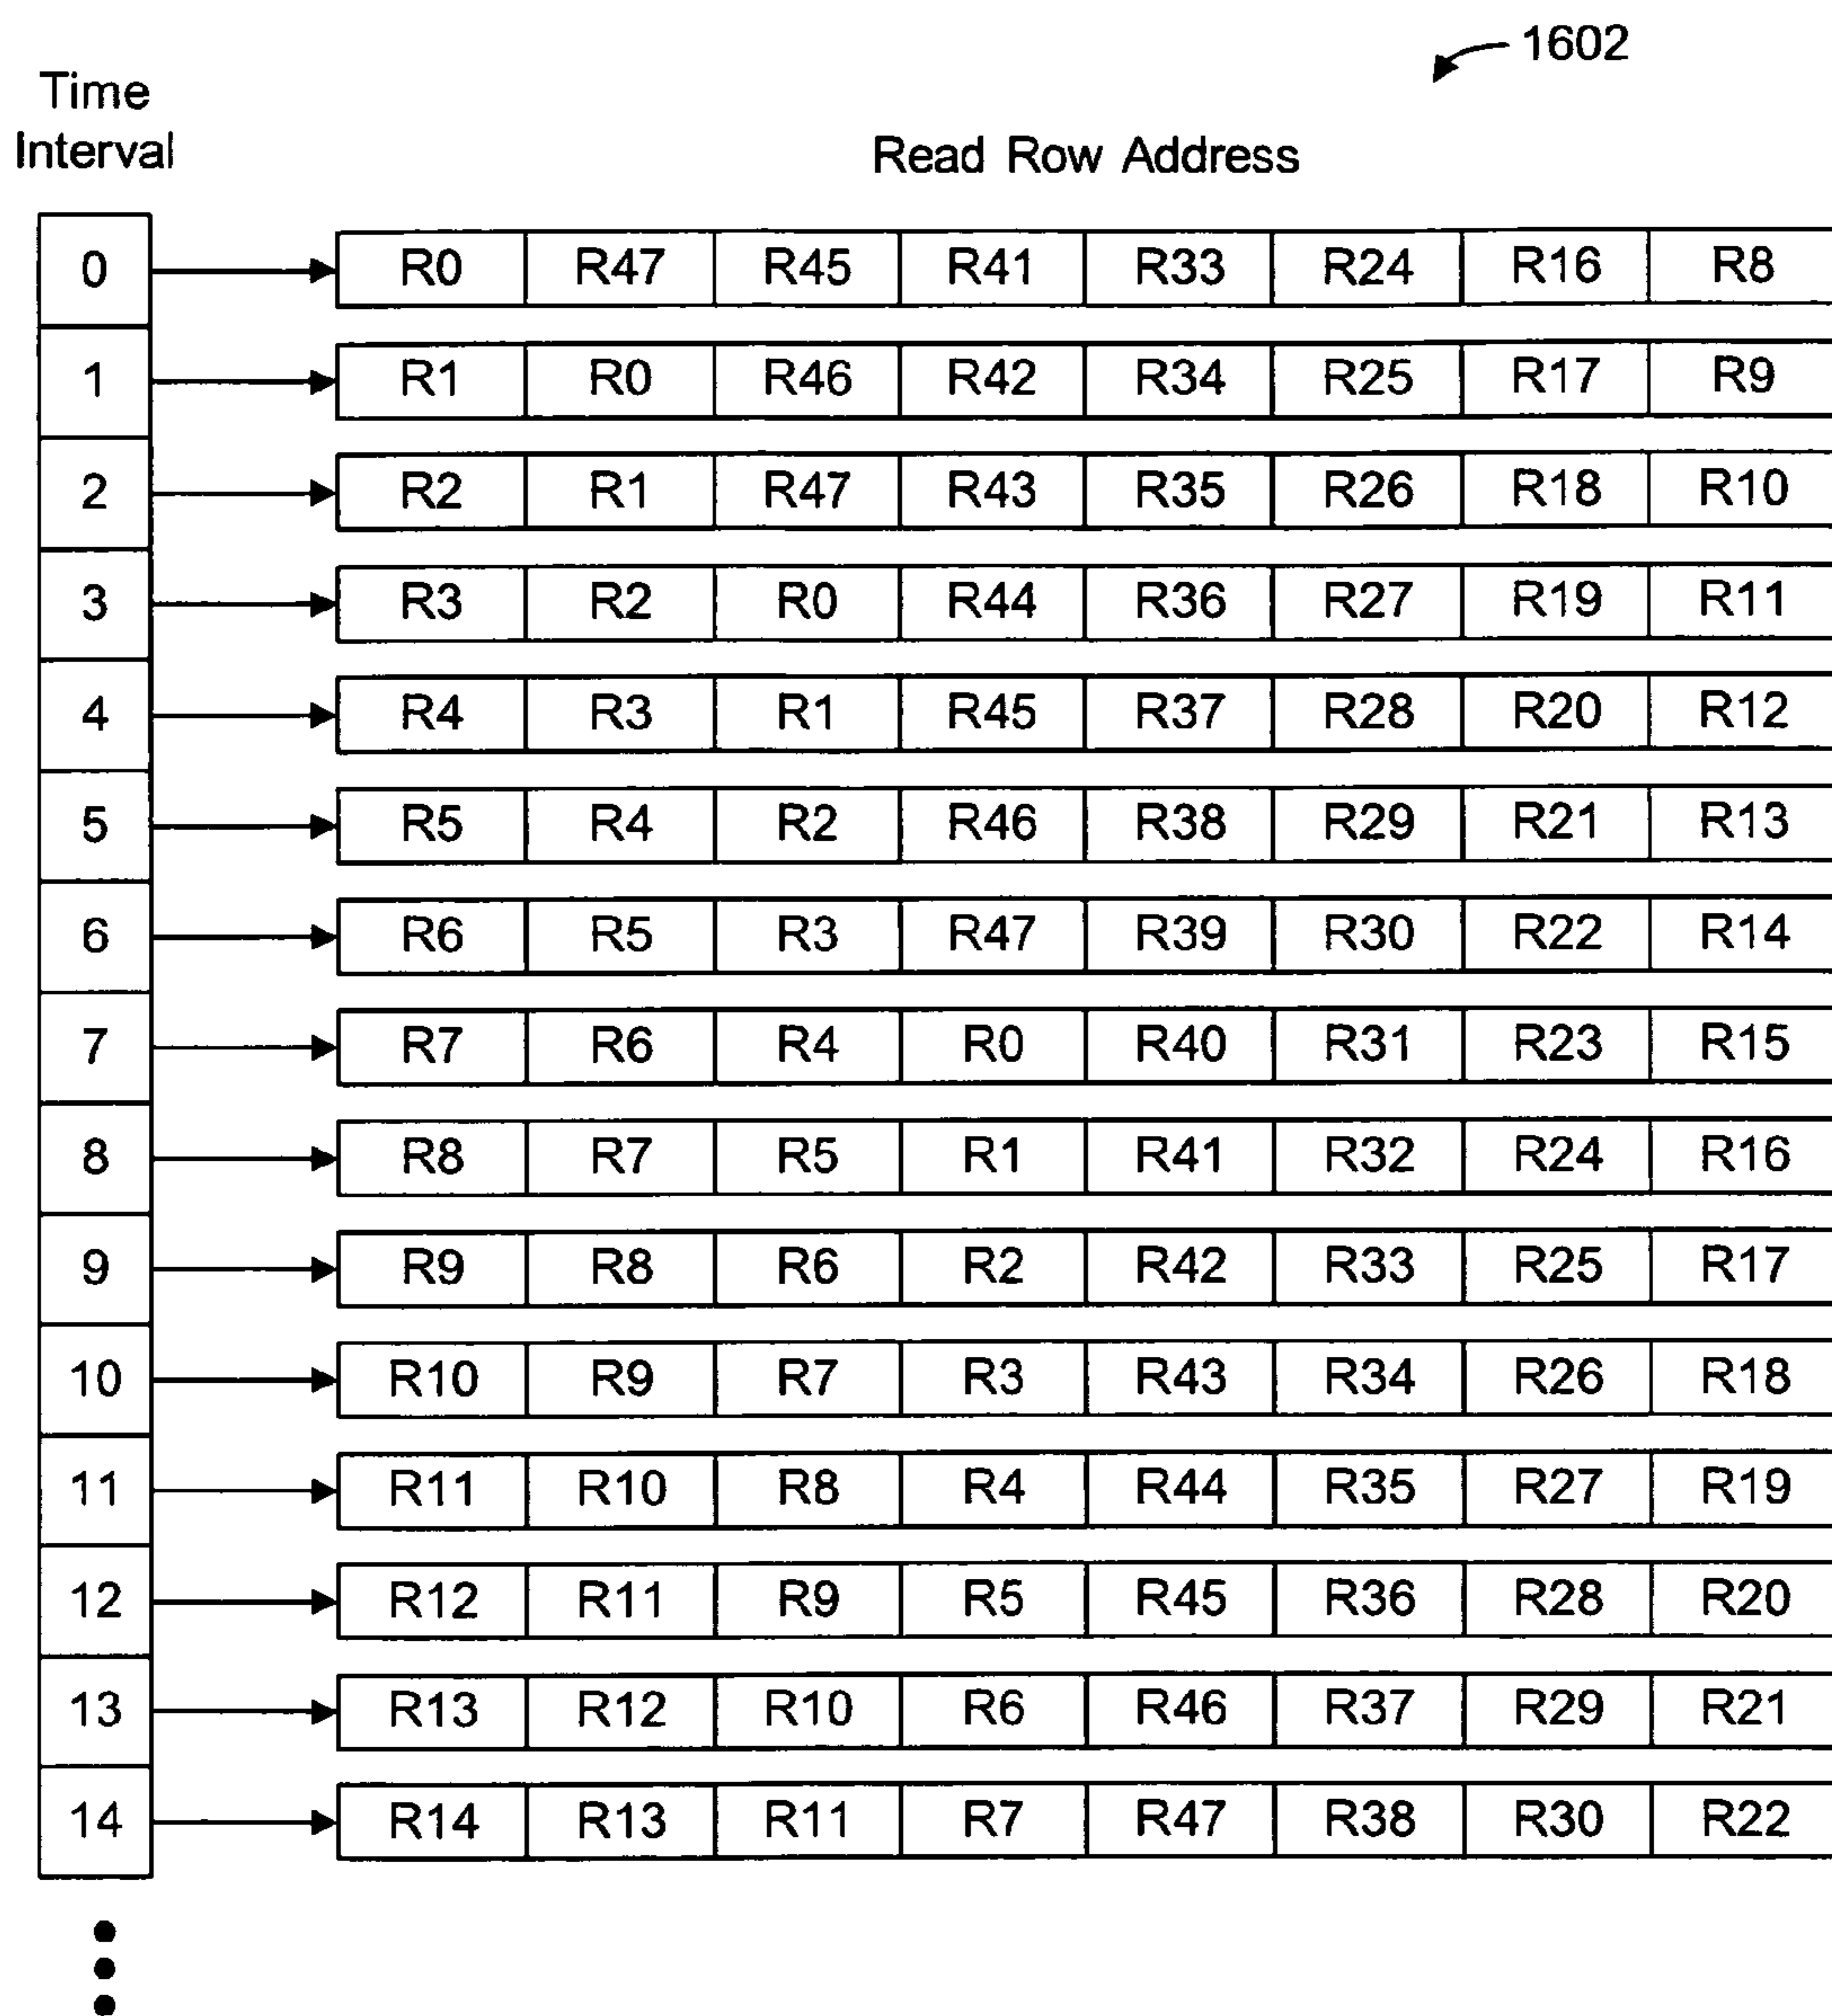 1602
Time
Interval
Read Row Address
0 R0 R47 R45 R41 R33 R24 R16 R8
1 R1 R0 R46 R42 R34 R25 R17 R9
2 R2 R1 R47 R43 R35 R26 R18 R10
3 R3 R2 R0 R44 R36 R27 R19 R11
4 R4 R3 R1 R45 R37 R28 R20 R12
5 R5 R4 R2 R46 R38 R29 R21 R13
6 R6 R5 R3 R47 R39 R30 R22 R14
7 R7 R6 R4 R0 R40 R31 R23 R15
8 R8 R7 R5 R1 R41 R32 R24 R16
9 R9 R8 R6 R2 R42 R33 R25 R17
10 R10 R9 R7 R3 R43 R34 R26 R18
11 R11 R10 R8 R4 R44 R35 R27 R19
12 R12 R11 R9 R5 R45 R36 R28 R20
13 R13 R12 R10 R6 R46 R37 R29 R21
14 R14 R13 R11 R7 R47 R38 R30 R22